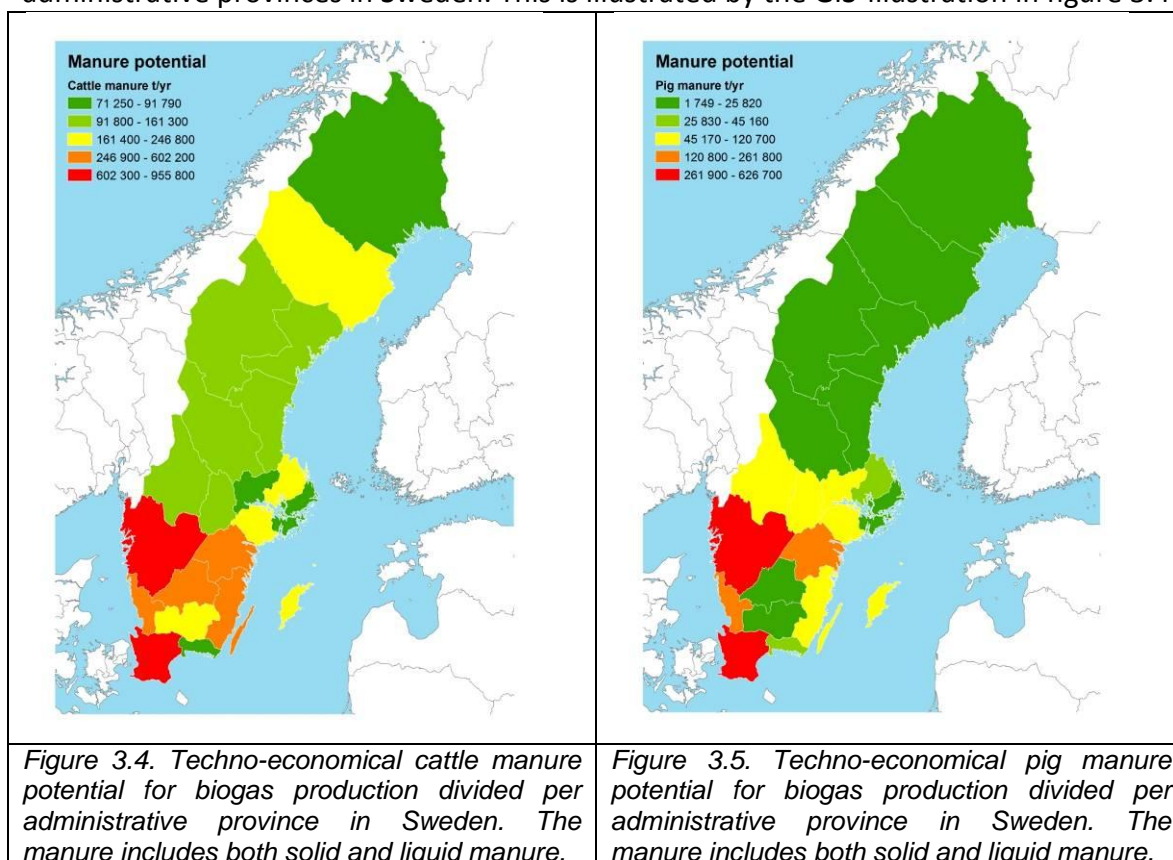 administrative provinces in Sweden. This is illustrated by the GIS-illustration in figure 3.4
Manure potential
Cattle manure t/yr
71 250 - 91 790
91 800 - 161 300
161 400 - 246 800
246 900 - 602 200
602 300 - 955 800
Manure potential
Pig manure t/yr
1 749 - 25 820
25 830 - 45 160
45 170 - 120 700
120 800 - 261 800
261 900 - 626 700
Figure 3.4. Techno-economical cattle manure
potential for biogas production divided per
administrative province in Sweden. The
manure includes both solid and liquid manure.
Figure 3.5. Techno-economical pig manure
potential for biogas production divided per
administrative province in Sweden. The
manure includes both solid and liquid manure.